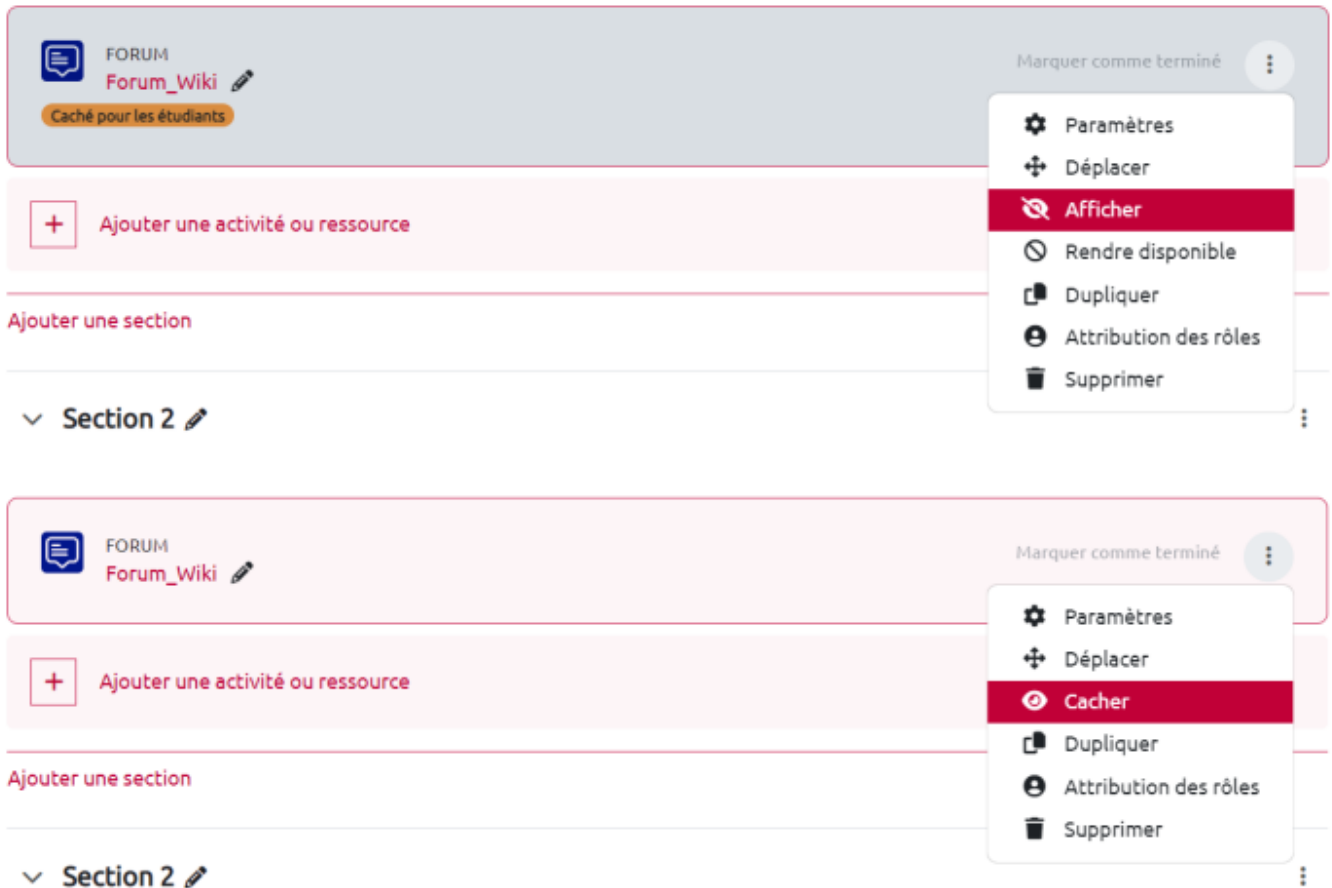 FORUM
Forum_Wiki
Marquer comme terminé
Caché pour les étudiants
Paramètres
Déplacer
Afficher
Rendre disponible
Dupliquer
Attribution des rôles
Supprimer
Ajouter une activité ou ressource
Ajouter une section
Section 2
FORUM
Forum_Wiki
Marquer comme terminé
Paramètres
Déplacer
Cacher
Dupliquer
Attribution des rôles
Supprimer
Ajouter une activité ou ressource
Ajouter une section
Section 2